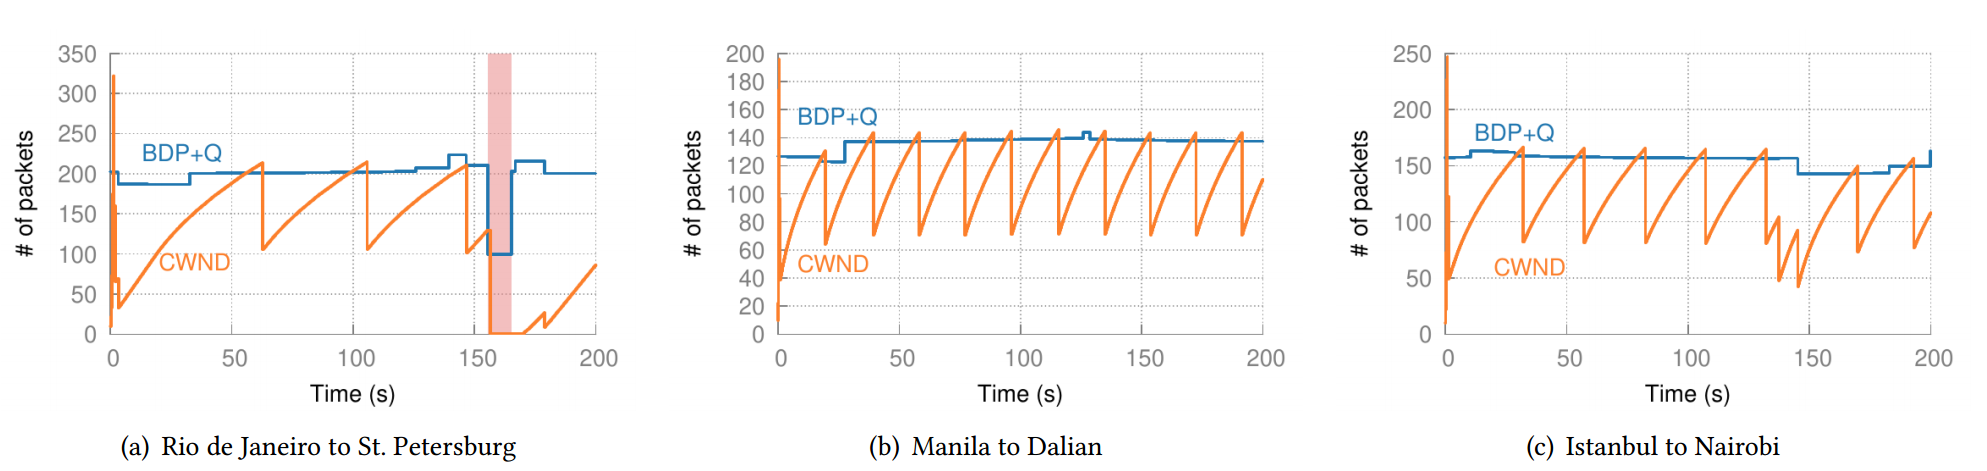 350
300
250
200
150
100
50
0
# of packets
BDP+Q
CWND
0 50 100 150 200
Time (s)
(a) Rio de Janeiro to St. Petersburg
200
180
160
140
120
100
80
60
40
20
0
# of packets
BDP+Q
CWND
0 50 100 150 200
Time (s)
(b) Manila to Dalian
250
200
150
100
50
0
# of packets
BDP+Q
CWND
0 50 100 150 200
Time (s)
(c) Istanbul to Nairobi